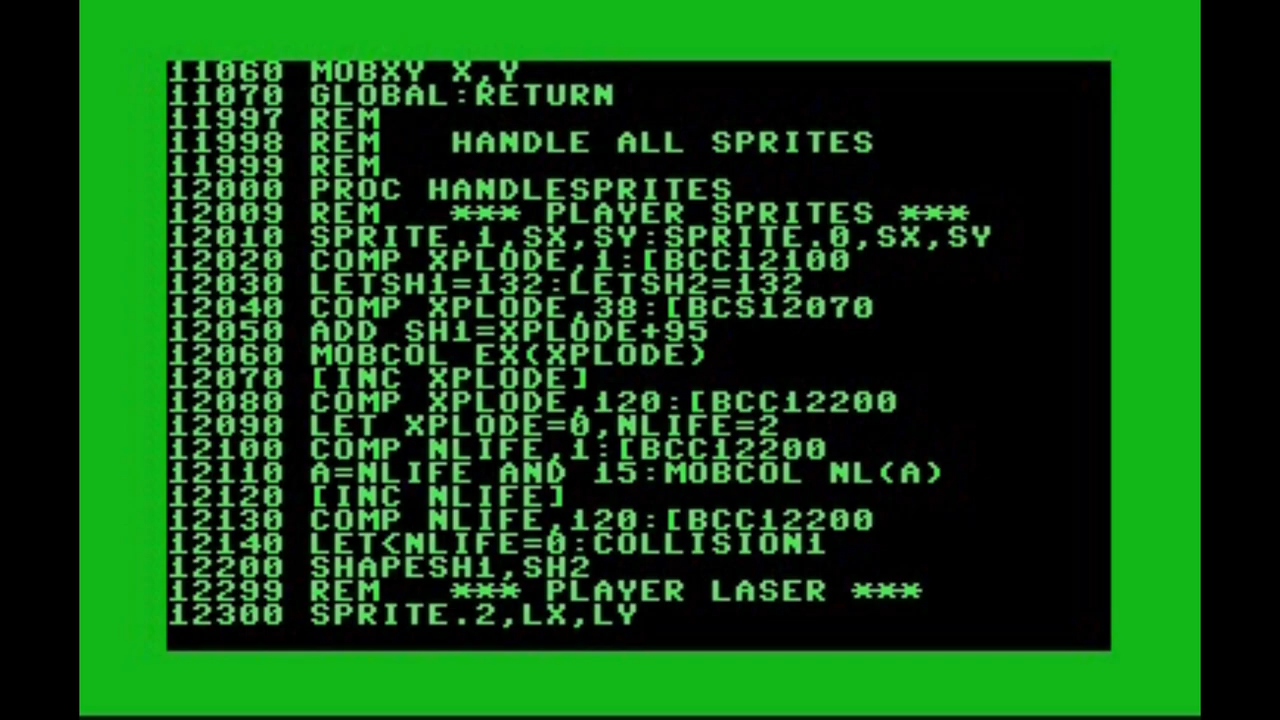 11060 MOBXY X,Y
11070 GLOBAL:RETURN
11997 REM
11998 REM   HANDLE ALL SPRITES
11999 REM
12000 PROC HANDLESPRITES
12009 REM   *** PLAYER SPRITES ***
12010 SPRITE.1,SX,SY:SPRITE.0,SX,SY
12020 COMP XPLODE,1:[BCC12100
12030 LETSH1=132:LETSH2=132
12040 COMP XPLODE,38:[BCS12070
12050 ADD SH1=XPLODE+95
12060 MOBCOL EX(XPLODE)
12070 [INC XPLODE]
12080 COMP XPLODE,120:[BCC12200
12090 LET XPLODE=0,NLIFE=2
12100 COMP NLIFE,1:[BCC12200
12110 A=NLIFE AND 15:MOBCOL NL(A)
12120 [INC NLIFE]
12130 COMP NLIFE,120:[BCC12200
12140 LET<NLIFE=0:COLLISION1
12200 SHAPESH1,SH2
12299 REM   *** PLAYER LASER ***
12300 SPRITE.2,LX,LY